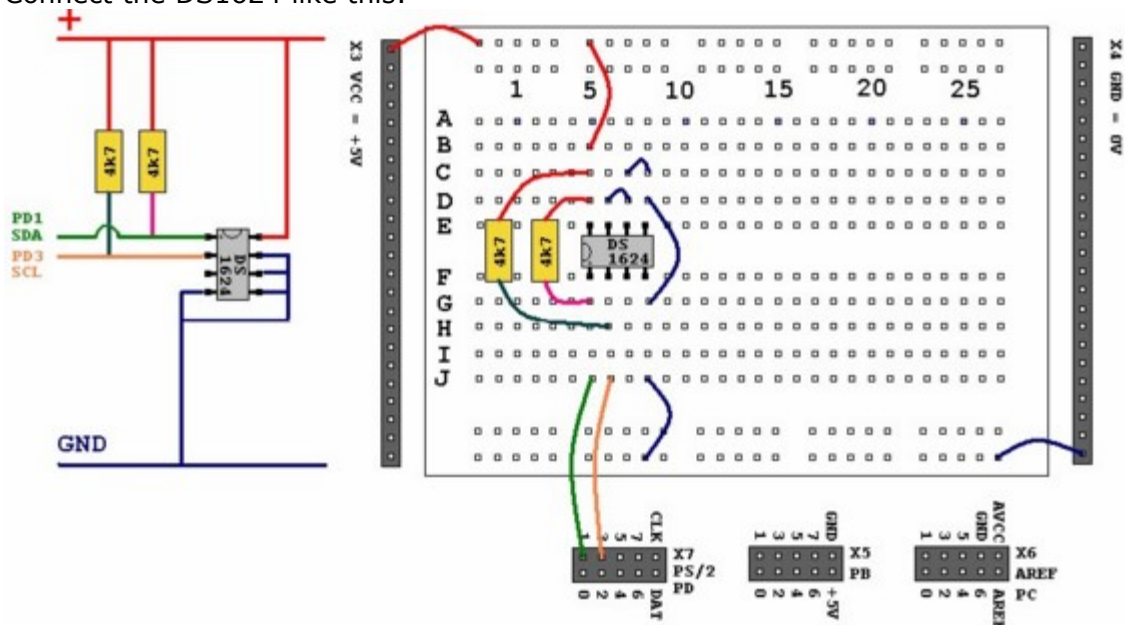 Connect the DS1624 like this:
+
4k7
4k7
PD1
SDA
PD3
SCL
DS
1624
GND
X3 VCC = +5V
1 5 10 15 20 25
A
B
C
D
E
F
G
H
I
J
4k7
4k7
DS
1624
X4 GND = 0V
1 3 5 7 CLK
X7
PS/2
PD
0 2 4 6 DAT
1 3 5 7 GND
X5
PB
0 2 4 6 +5V
1 3 5 GND AVCC
X6
AREF
PC
0 2 4 6 AREF